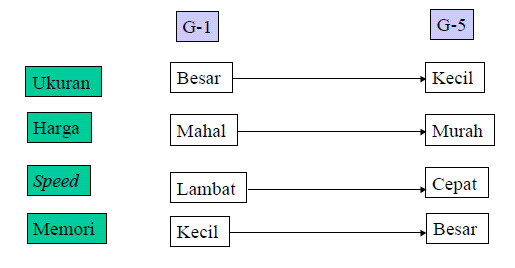 G-1
G-5
Ukuran
Besar
Kecil
Harga
Mahal
Murah
Speed
Lambat
Cepat
Memori
Kecil
Besar